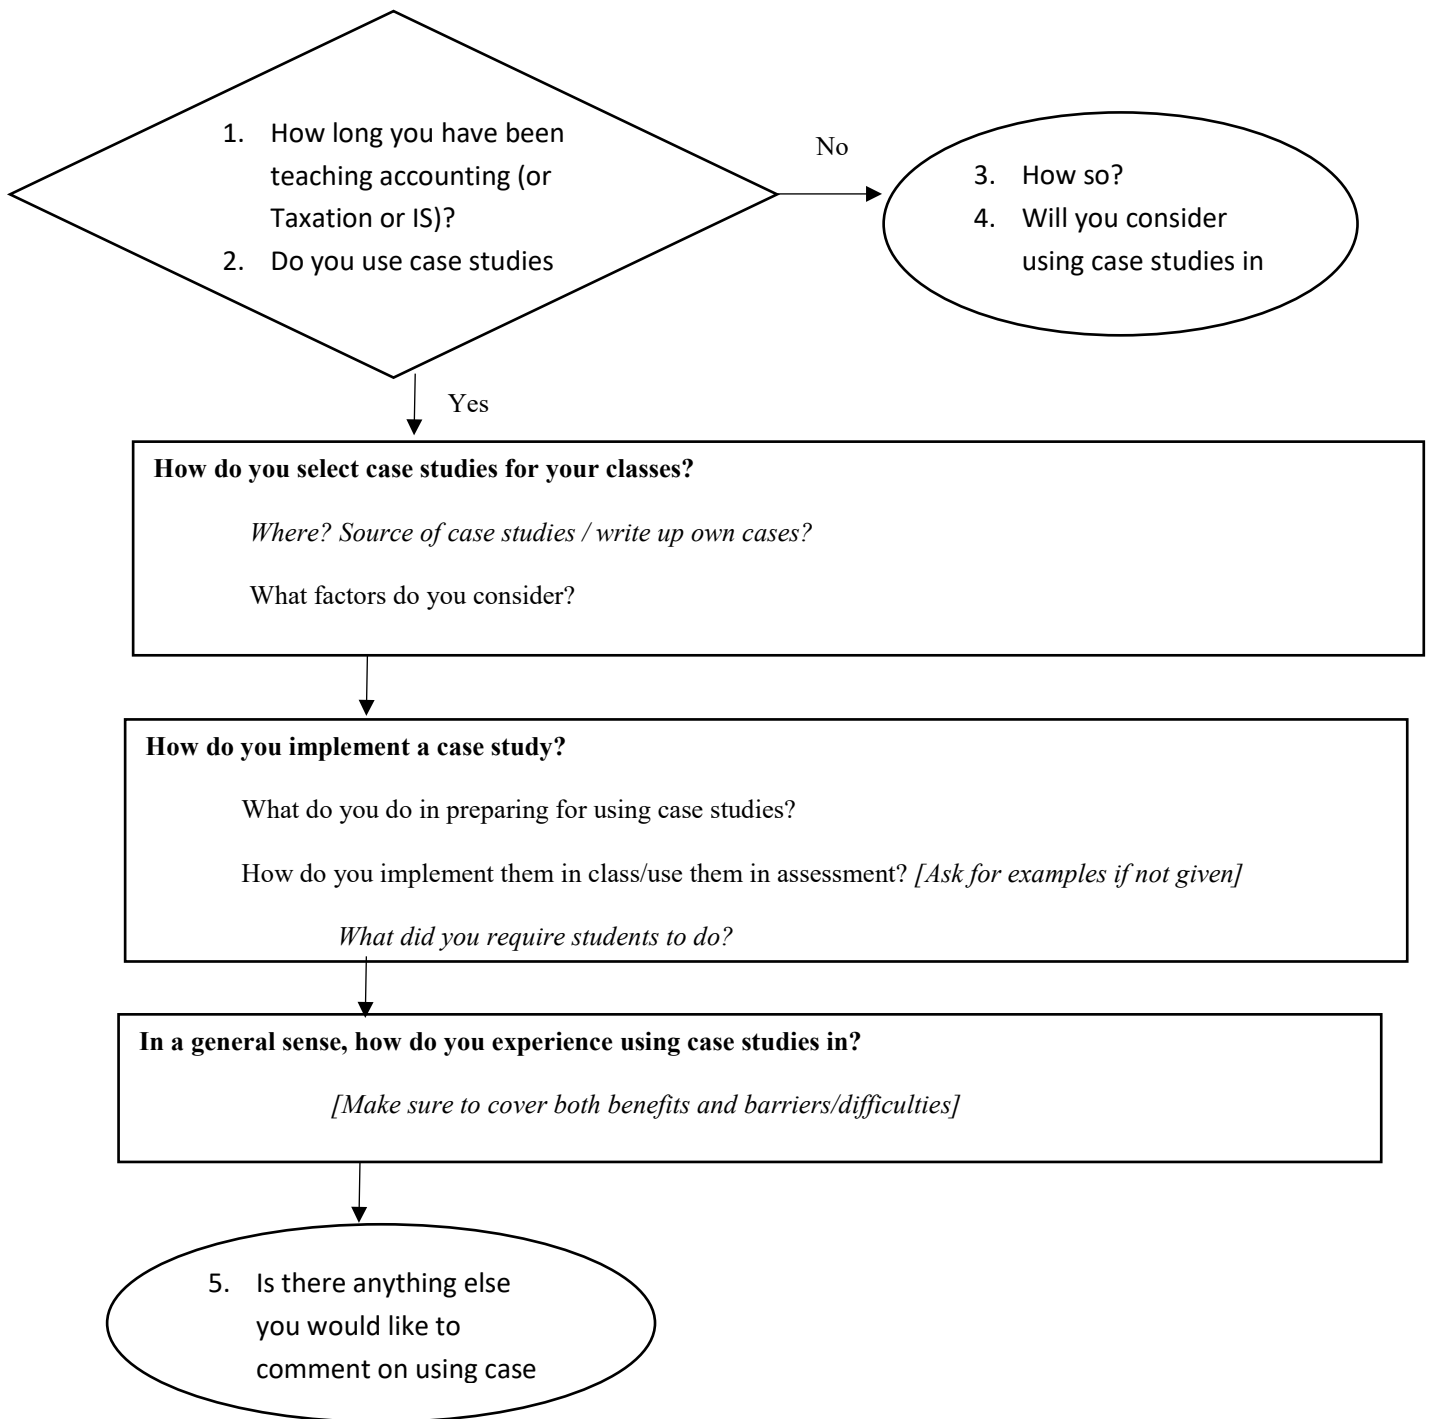 1. How long you have been
teaching accounting (or
Taxation or IS)?
2. Do you use case studies
No
3. How so?
4. Will you consider
using case studies in
Yes
How do you select case studies for your classes?
Where? Source of case studies / write up own cases?
What factors do you consider?
How do you implement a case study?
What do you do in preparing for using case studies?
How do you implement them in class/use them in assessment? [Ask for examples if not given]
What did you require students to do?
In a general sense, how do you experience using case studies in?
[Make sure to cover both benefits and barriers/difficulties]
5. Is there anything else
you would like to
comment on using case